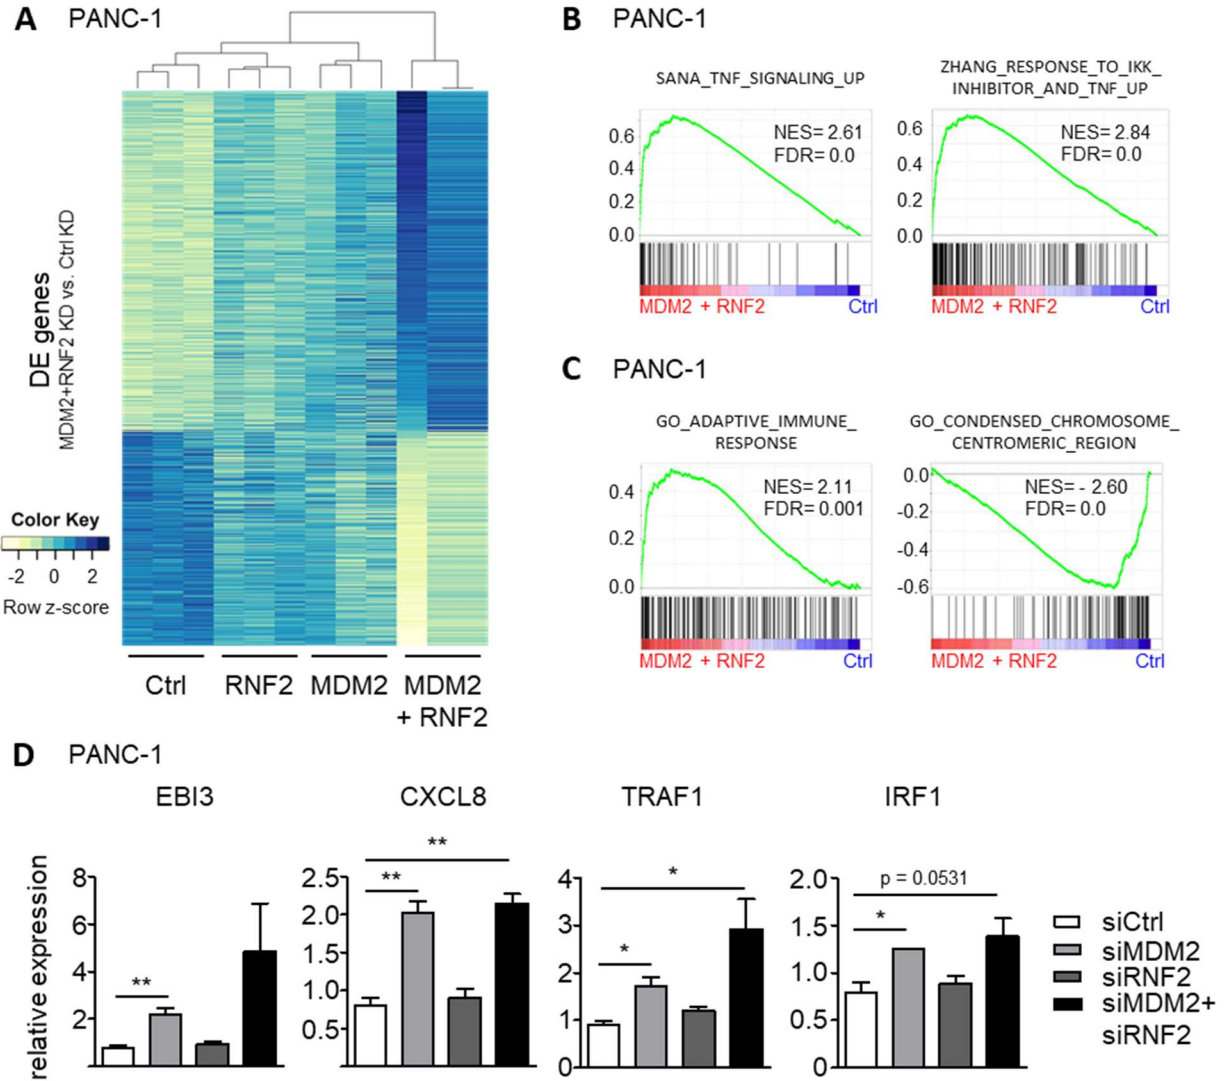 A PANC-1
DE genes
MDM2+RNF2 KD vs. Ctrl KD
Color Key
-2 0 2
Row z-score
Ctrl RNF2 MDM2 MDM2
+ RNF2
B PANC-1
SANA_TNF_SIGNALING_UP
NES= 2.61
FDR= 0.0
0.6
0.4
0.2
0.0
MDM2 + RNF2 Ctrl
ZHANG_RESPONSE_TO_IKK_
INHIBITOR_AND_TNF_UP
NES= 2.84
FDR= 0.0
0.6
0.4
0.2
0.0
MDM2 + RNF2 Ctrl
C PANC-1
GO_ADAPTIVE_IMMUNE_
RESPONSE
NES= 2.11
FDR= 0.001
0.4
0.2
0.0
MDM2 + RNF2 Ctrl
GO_CONDENSED_CHROMOSOME_
CENTROMERIC_REGION
NES= - 2.60
FDR= 0.0
0.0
-0.2
-0.4
-0.6
MDM2 + RNF2 Ctrl
D PANC-1
relative expression
EBI3
8
6
4
2
**
CXCL8
2.5
2.0
1.5
1.0
0.5
**
**
TRAF1
4
3
2
1
0
*
*
IRF1
2.0
1.5
1.0
0.5
0
p = 0.0531
*
siCtrl
siMDM2
siRNF2
siMDM2+
siRNF2